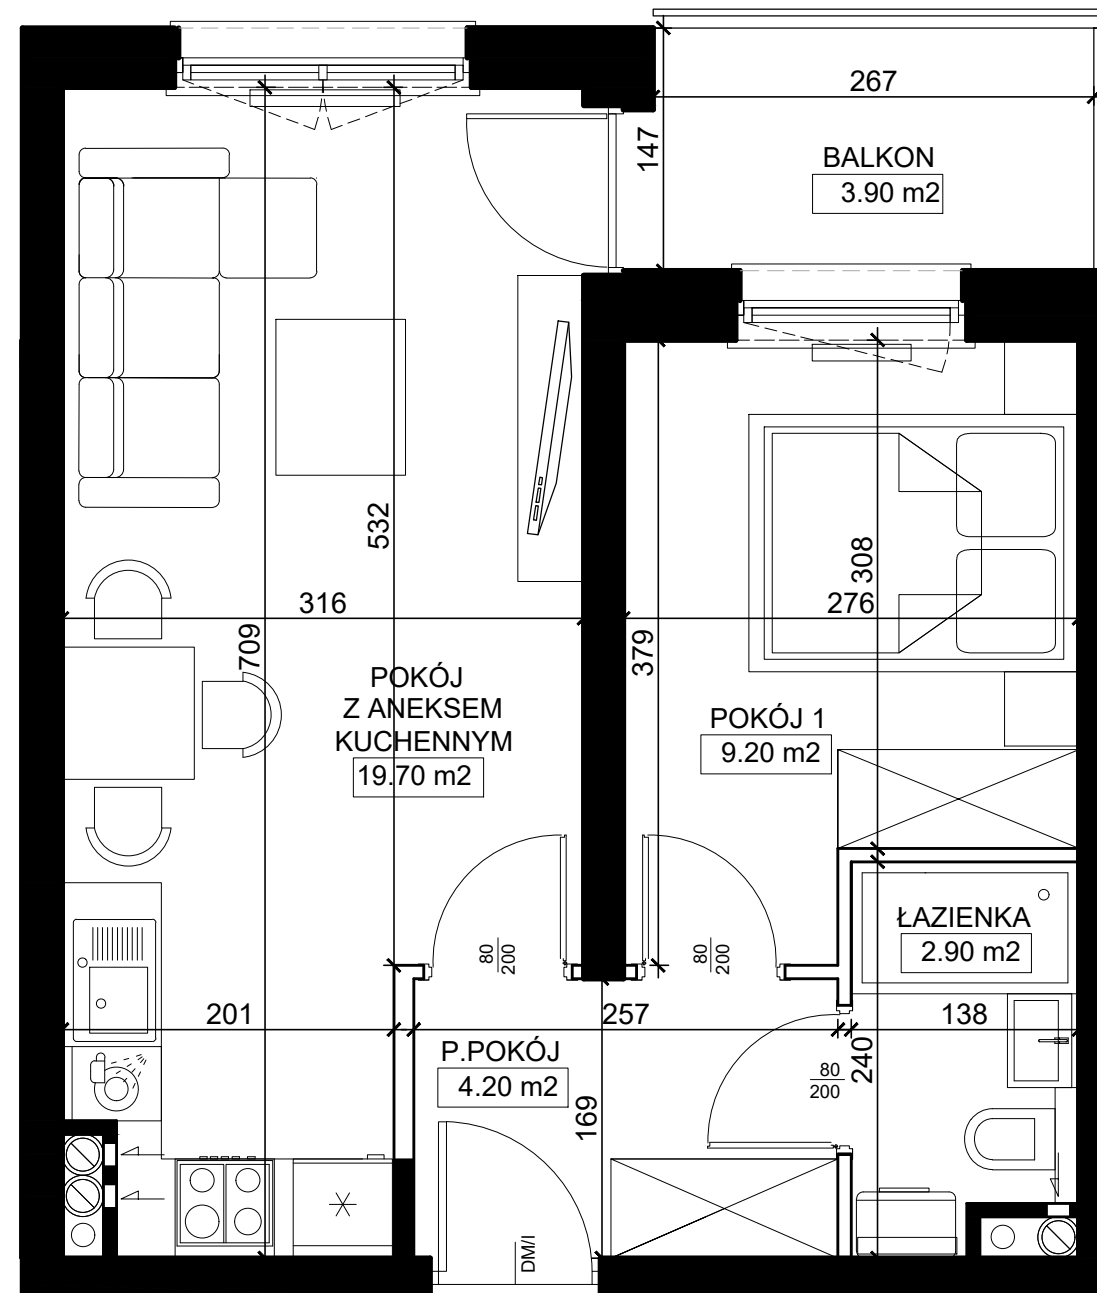 267
147
BALKON
3.90 m2
532
308
316
276
709
379
POKÓJ
Z ANEKSEM
KUCHENNYM
19.70 m2
POKÓJ 1
9.20 m2
ŁAZIENKA
2.90 m2
80
200
80
200
201
257
138
P.POKÓJ
4.20 m2
240
80
200
169
DM/I